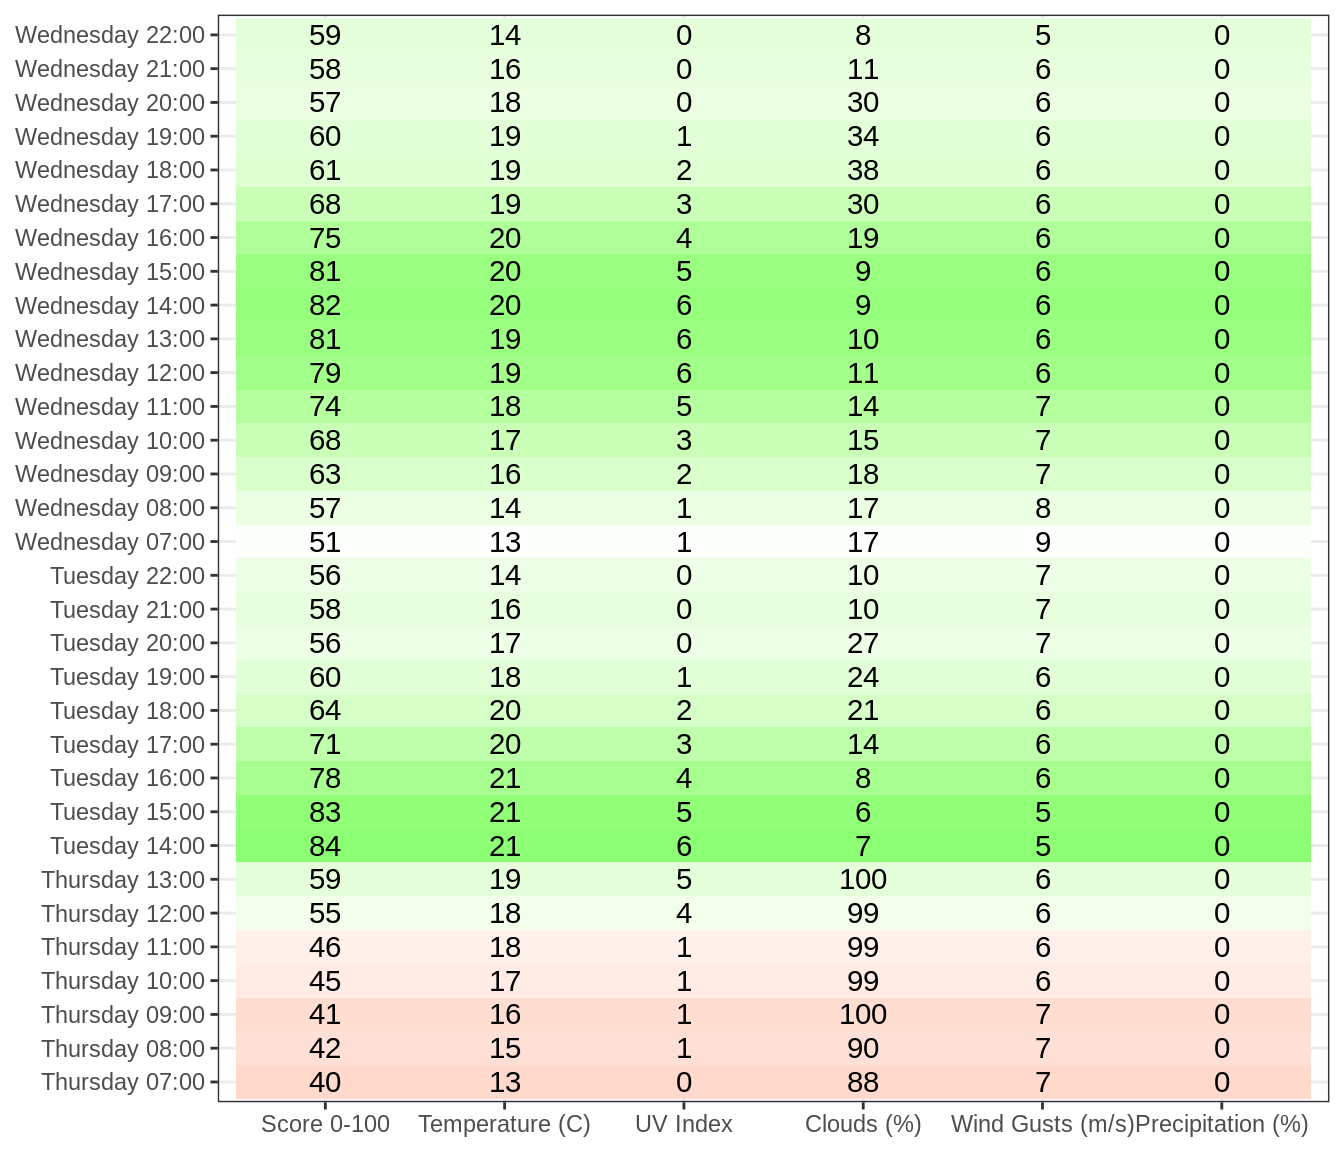 Wednesday 22:00 59 14 0 8 5 0
Wednesday 21:00 58 16 0 11 6 0
Wednesday 20:00 57 18 0 30 6 0
Wednesday 19:00 60 19 1 34 6 0
Wednesday 18:00 61 19 2 38 6 0
Wednesday 17:00 68 19 3 30 6 0
Wednesday 16:00 75 20 4 19 6 0
Wednesday 15:00 81 20 5 9 6 0
Wednesday 14:00 82 20 6 9 6 0
Wednesday 13:00 81 19 6 10 6 0
Wednesday 12:00 79 19 6 11 6 0
Wednesday 11:00 74 18 5 14 7 0
Wednesday 10:00 68 17 3 15 7 0
Wednesday 09:00 63 16 2 18 7 0
Wednesday 08:00 57 14 1 17 8 0
Wednesday 07:00 51 13 1 17 9 0
Tuesday 22:00 56 14 0 10 7 0
Tuesday 21:00 58 16 0 10 7 0
Tuesday 20:00 56 17 0 27 7 0
Tuesday 19:00 60 18 1 24 6 0
Tuesday 18:00 64 20 2 21 6 0
Tuesday 17:00 71 20 3 14 6 0
Tuesday 16:00 78 21 4 8 6 0
Tuesday 15:00 83 21 5 6 5 0
Tuesday 14:00 84 21 6 7 5 0
Thursday 13:00 59 19 5 100 6 0
Thursday 12:00 55 18 4 99 6 0
Thursday 11:00 46 18 1 99 6 0
Thursday 10:00 45 17 1 99 6 0
Thursday 09:00 41 16 1 100 7 0
Thursday 08:00 42 15 1 90 7 0
Thursday 07:00 40 13 0 88 7 0
Score 0-100 Temperature (C) UV Index Clouds (%) Wind Gusts (m/s) Precipitation (%)